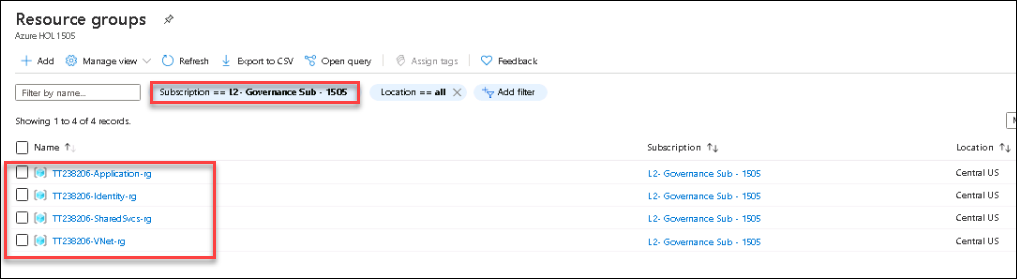 Resource groups
Azure HOL 1505
Add Manage view Refresh Export to CSV Open query Assign tags Feedback
Filter by name... Subscription == L2- Governance Sub - 1505 Location == all Add filter
Showing 1 to 4 of 4 records.
Name Subscription Location
TT238206-Application-rg L2- Governance Sub - 1505 Central US
TT238206-Identity-rg L2- Governance Sub - 1505 Central US
TT238206-SharedSvcs-rg L2- Governance Sub - 1505 Central US
TT238206-VNet-rg L2- Governance Sub - 1505 Central US